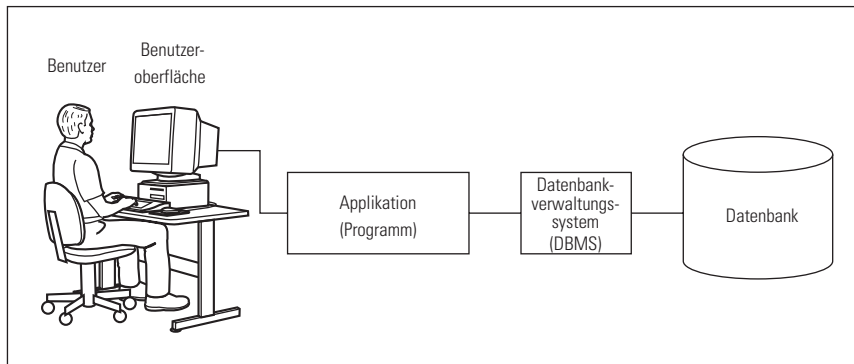 Benutzer
Benutzer-
oberfläche
Applikation
(Programm)
Datenbank-
verwaltungs-
system
(DBMS)
Datenbank